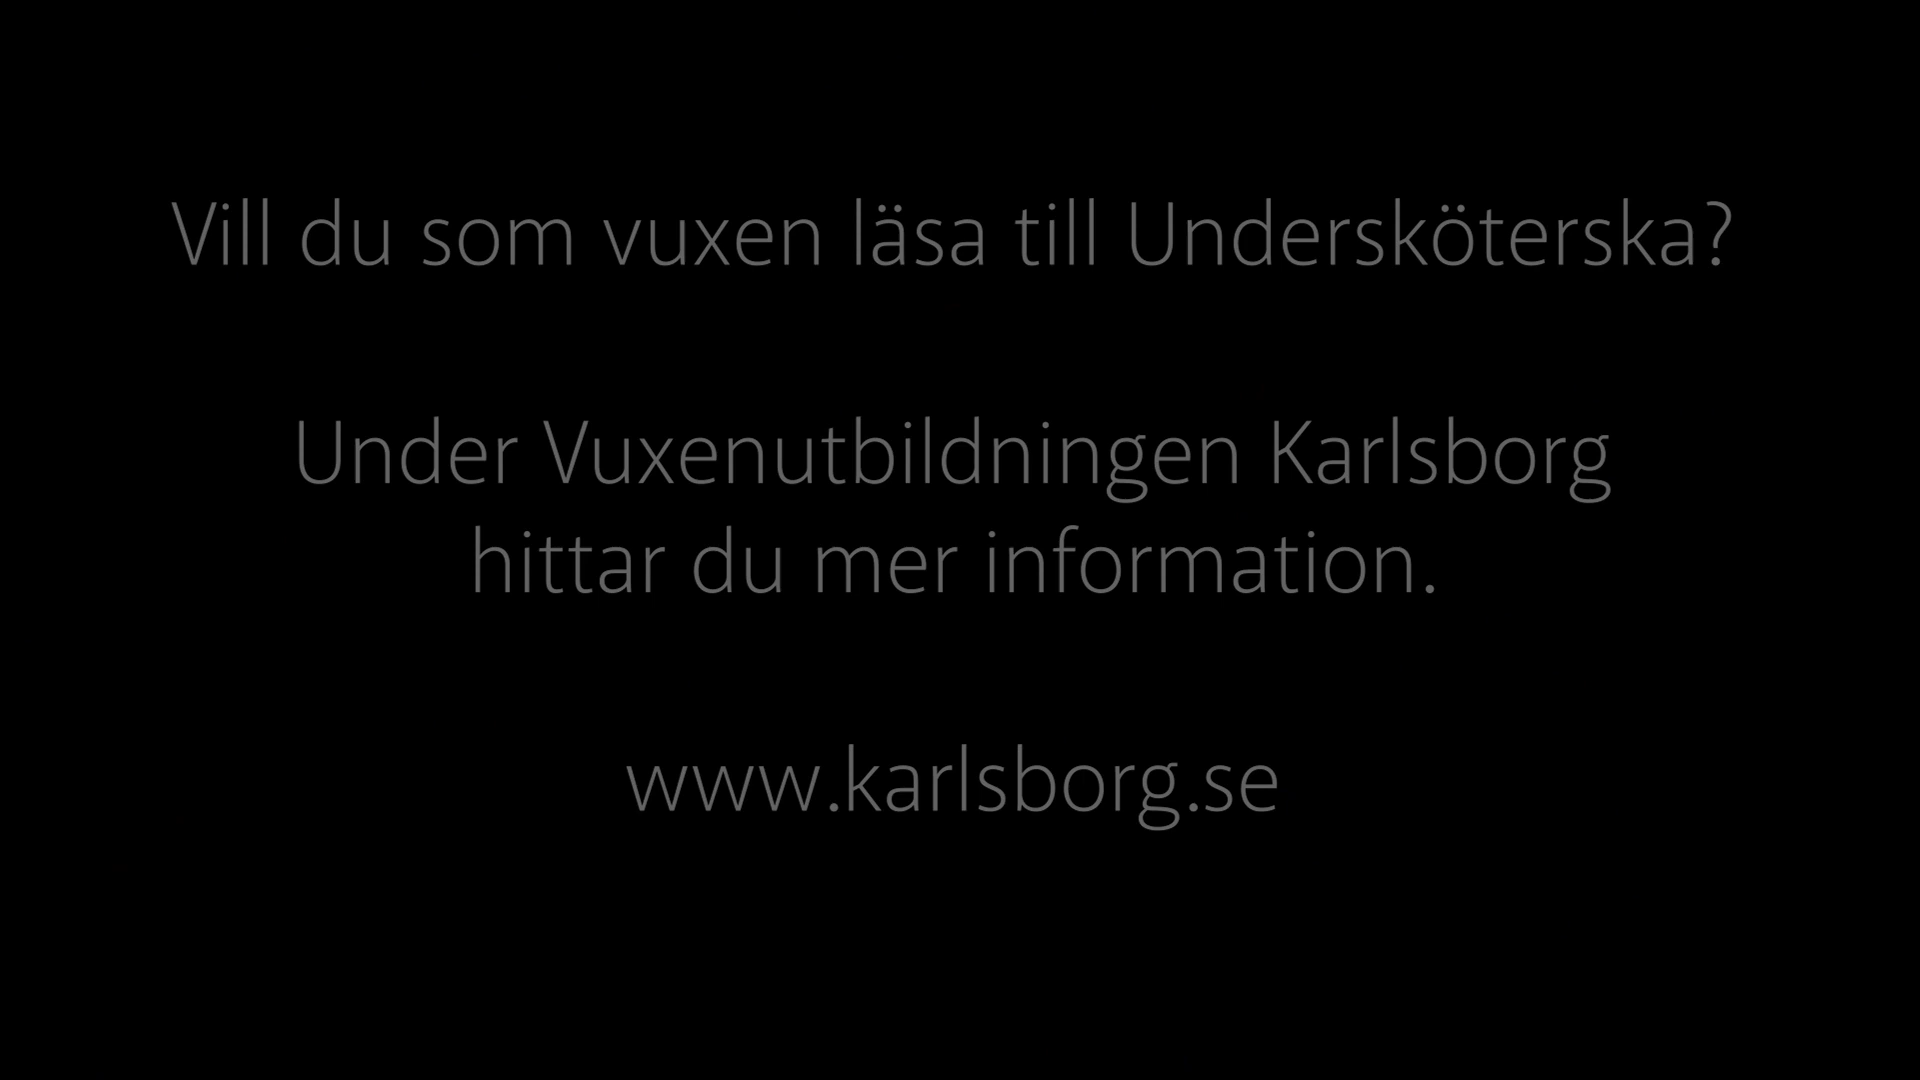 Vill du som vuxen läsa till Undersköterska?
Under Vuxenutbildningen Karlsborg
hittar du mer information.
www.karlsborg.se